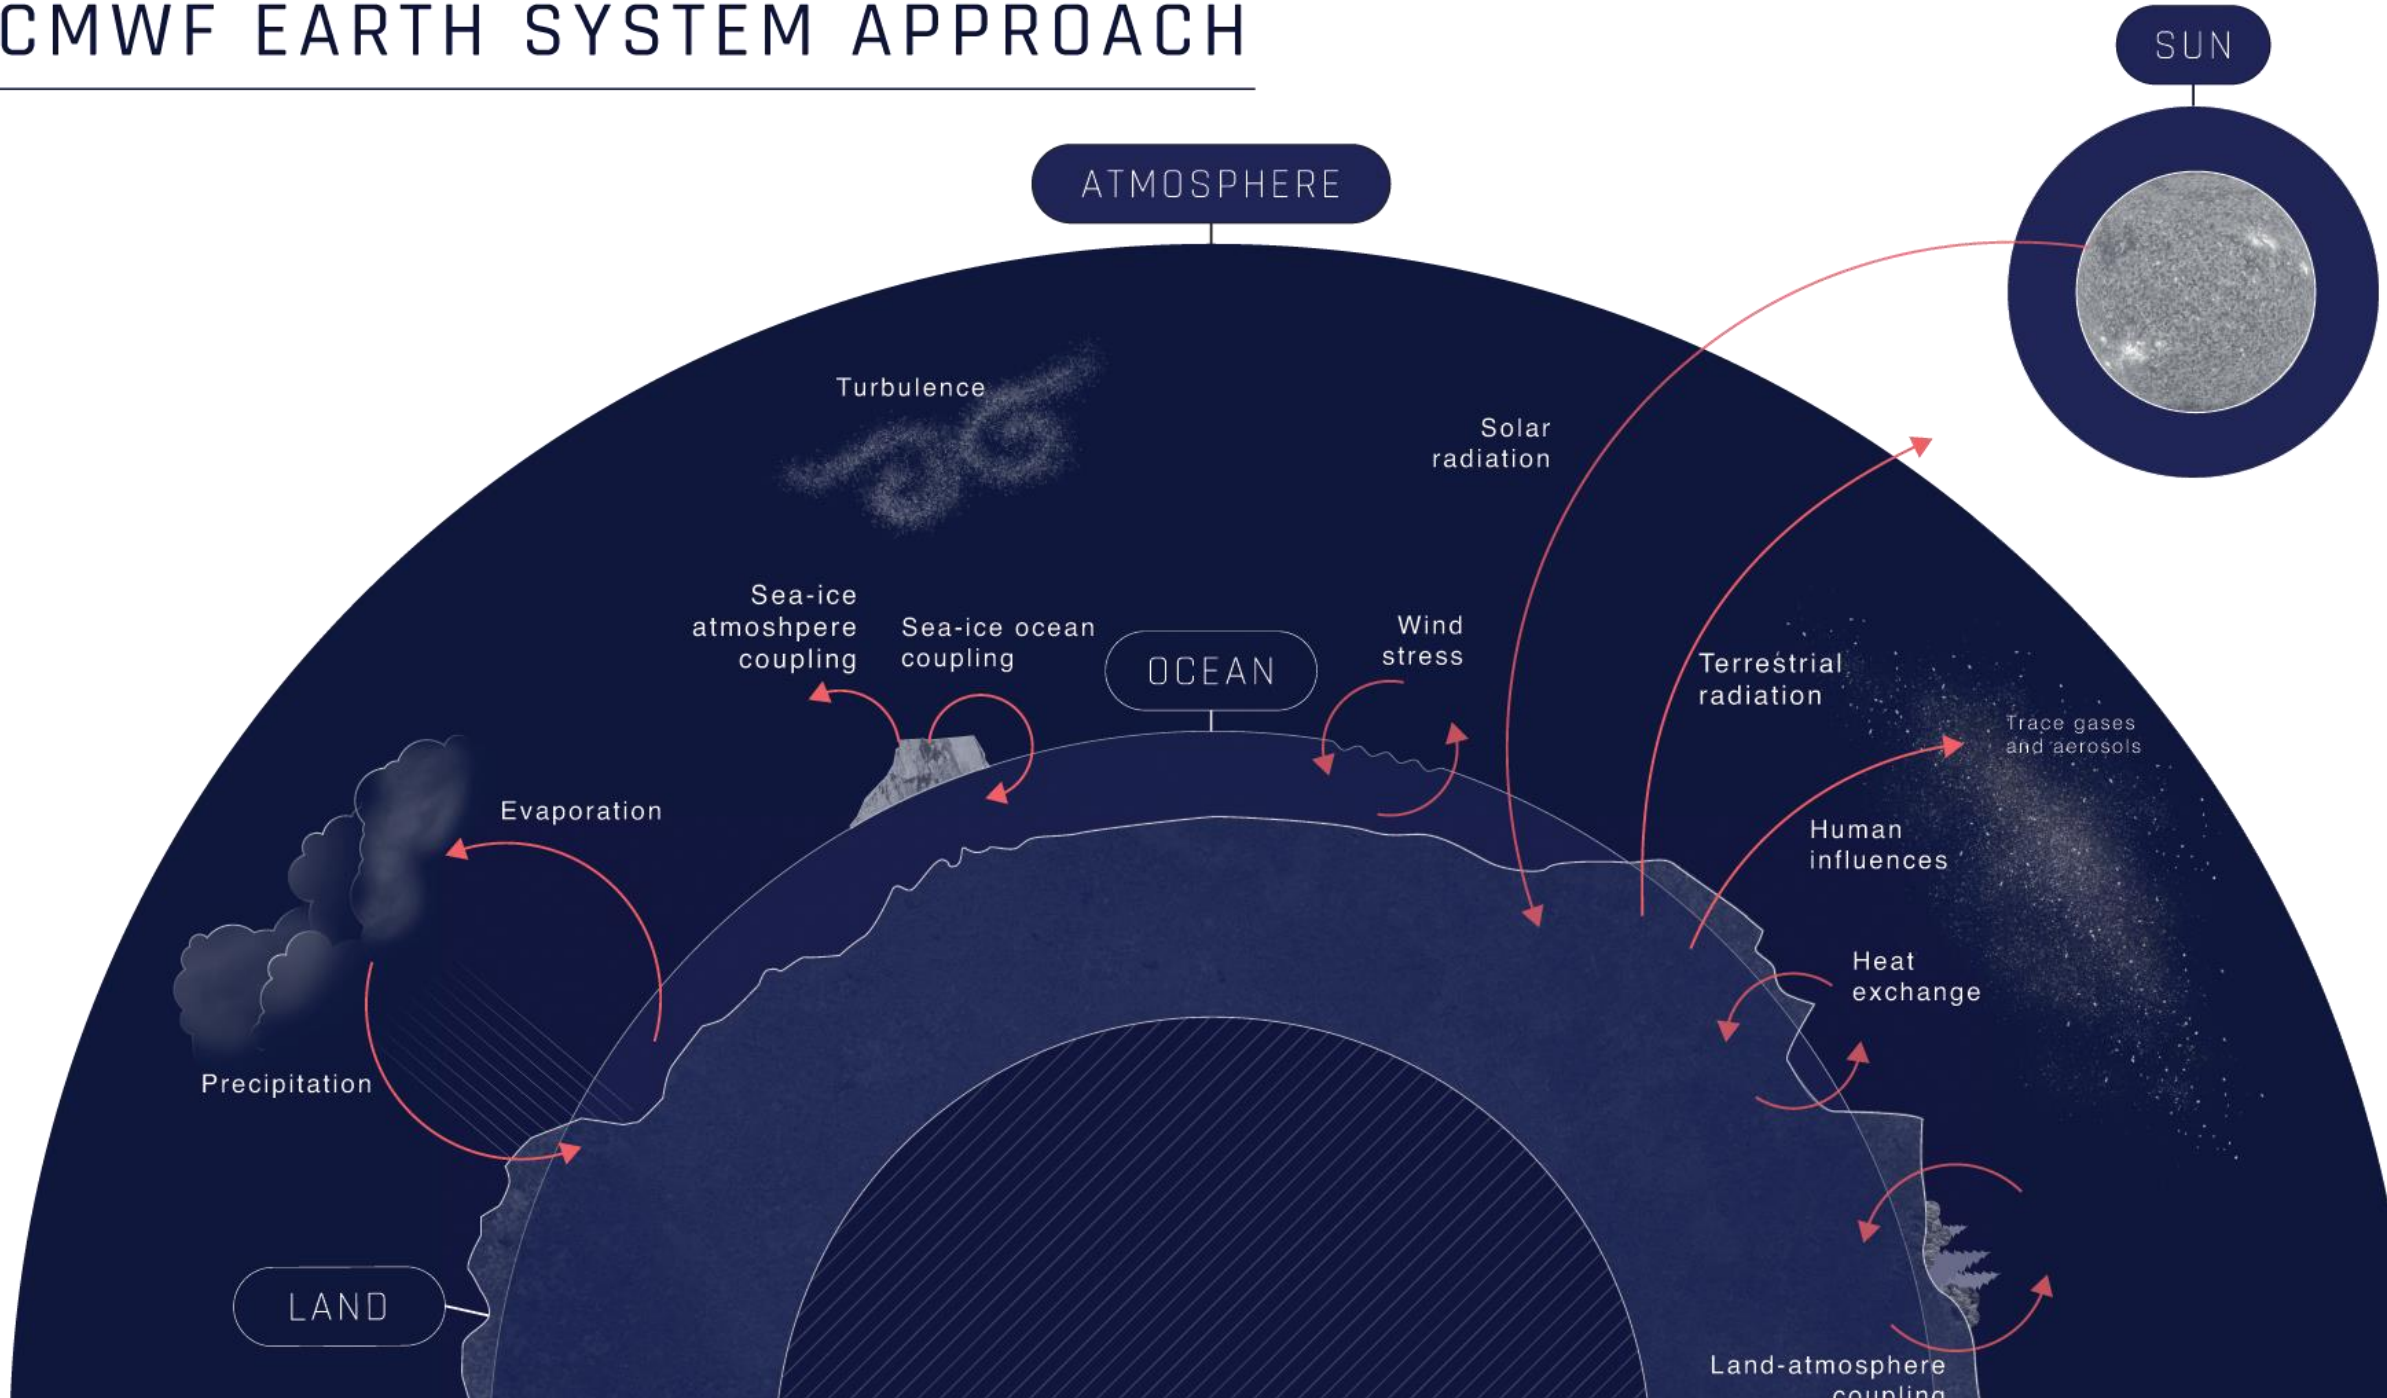 CMWF EARTH SYSTEM APPROACH
SUN
ATMOSPHERE
Turbulence
Solar
radiation
Sea-ice
atmoshpere
coupling
Sea-ice ocean
coupling
OCEAN
Wind
stress
Terrestrial
radiation
Trace gases
and aerosols
Evaporation
Human
influences
Heat
exchange
Precipitation
LAND
Land-atmosphere
coupling